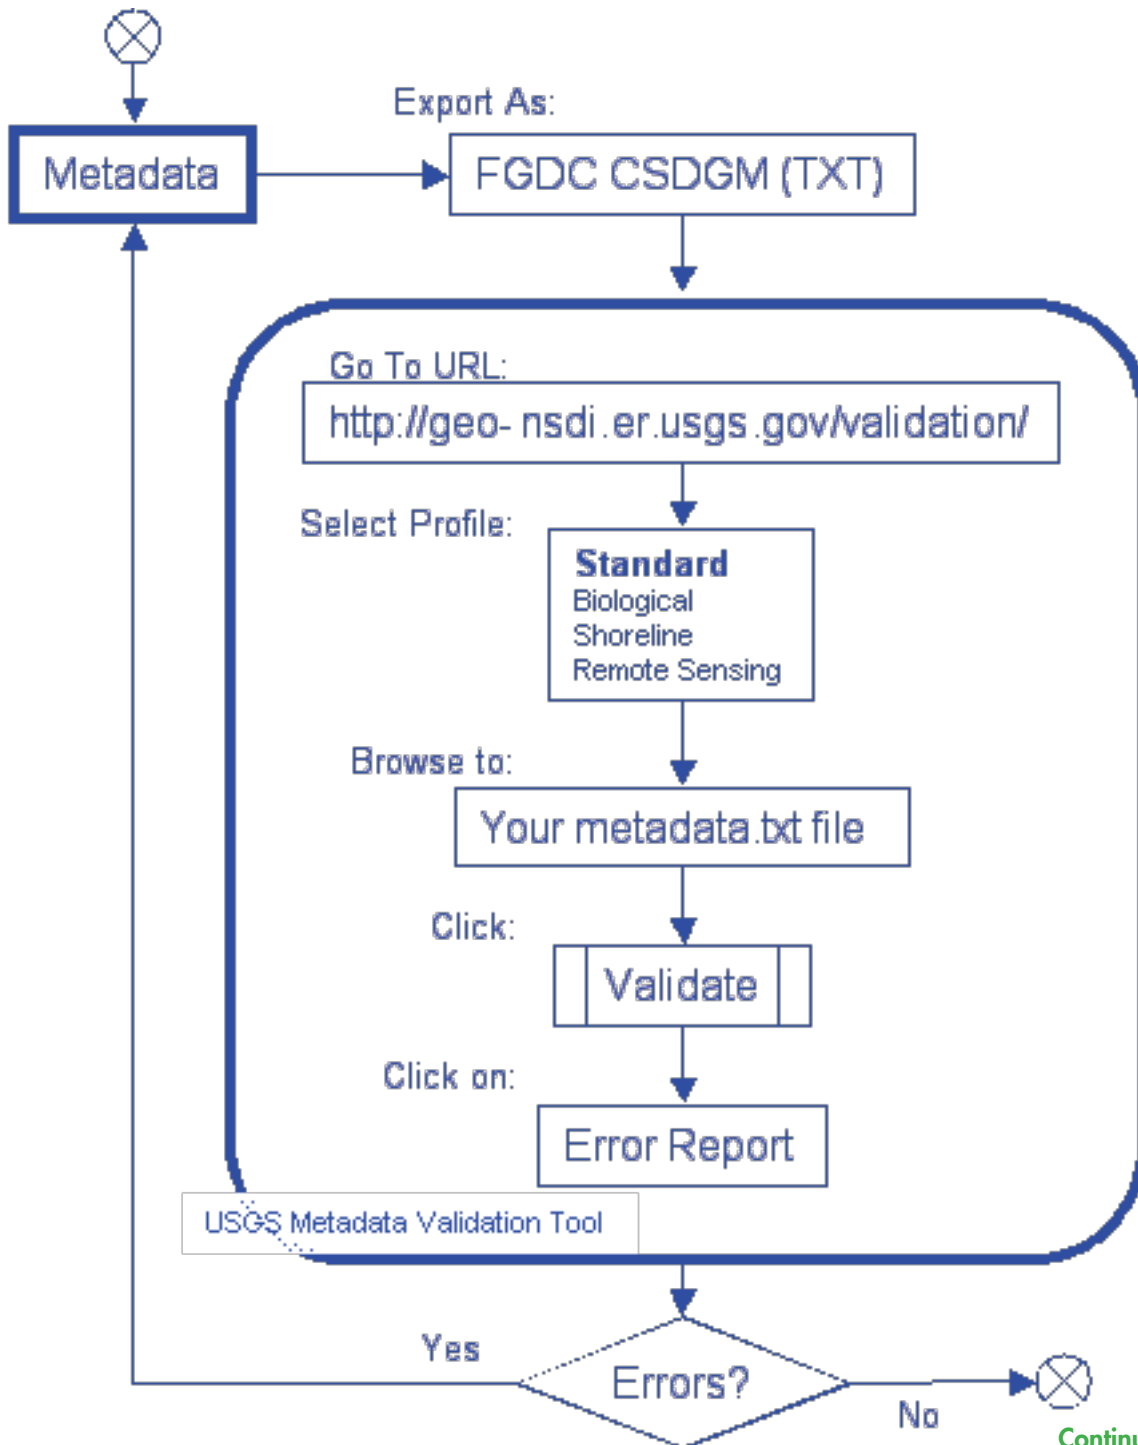 Export As:
Metadata
FGDC CSDGM (TXT)
Go To URL:
http://geo- nsdi.er.usgs.gov/validation/
Select Profile:
Standard
Biological
Shoreline
Remote Sensing
Browse to:
Your metadata.txt file
Click:
Validate
Click on:
Error Report
USGS Metadata Validation Tool
Yes
Errors?
No